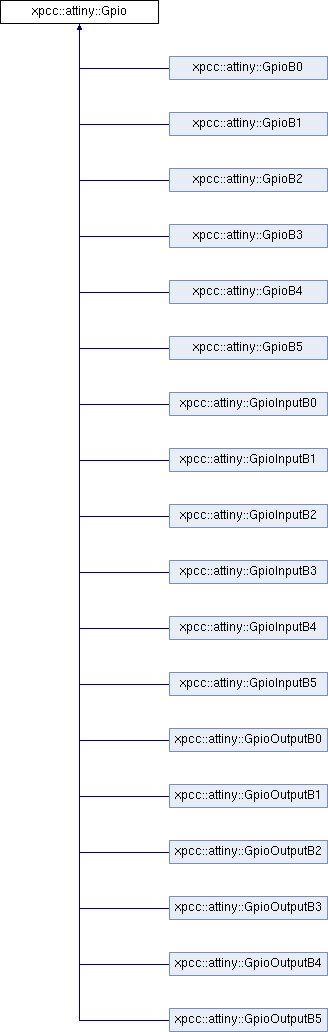 xpcc::attiny::Gpio
xpcc::attiny::GpioB0
xpcc::attiny::GpioB1
xpcc::attiny::GpioB2
xpcc::attiny::GpioB3
xpcc::attiny::GpioB4
xpcc::attiny::GpioB5
xpcc::attiny::GpioInputB0
xpcc::attiny::GpioInputB1
xpcc::attiny::GpioInputB2
xpcc::attiny::GpioInputB3
xpcc::attiny::GpioInputB4
xpcc::attiny::GpioInputB5
xpcc::attiny::GpioOutputB0
xpcc::attiny::GpioOutputB1
xpcc::attiny::GpioOutputB2
xpcc::attiny::GpioOutputB3
xpcc::attiny::GpioOutputB4
xpcc::attiny::GpioOutputB5